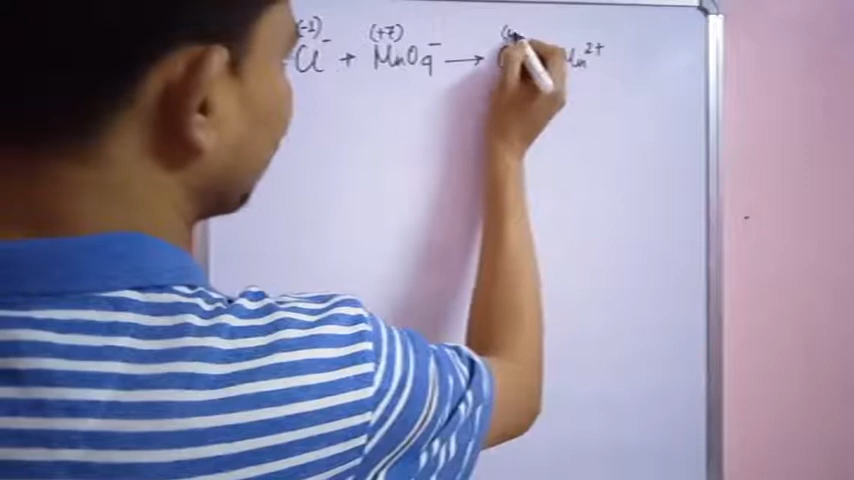 (-1) (+7)
Cl⁻ + MnO₄⁻ → Mn²⁺